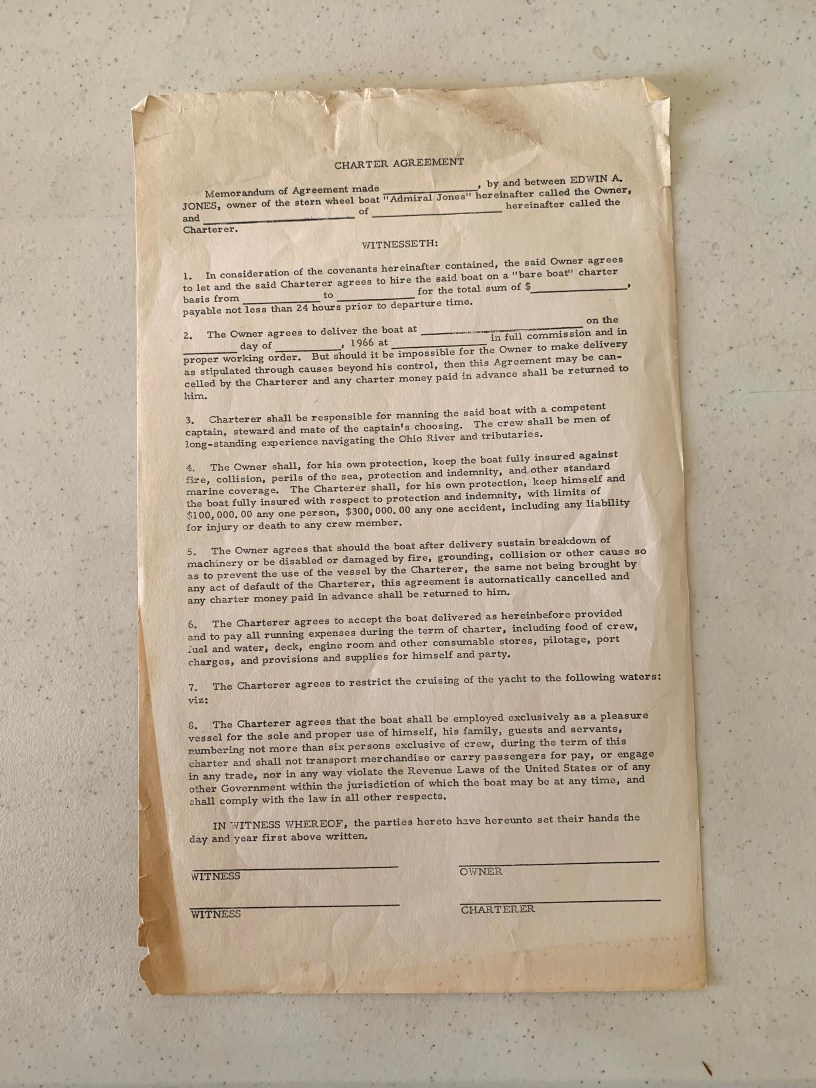 CHARTER AGREEMENT
Memorandum of Agreement made ____________, by and between EDWIN A.
JONES, owner of the stern wheel boat "Admiral Jones" hereinafter called the Owner,
and ____________________ of ________________ hereinafter called the
Charterer.
WITNESSETH:
1. In consideration of the covenants hereinafter contained, the said Owner agrees
to let and the said Charterer agrees to hire the said boat on a "bare boat" charter
basis from __________ to __________ for the total sum of $____________,
payable not less than 24 hours prior to departure time.
2. The Owner agrees to deliver the boat at ____________________ on the
_______ day of _________, 1966 at ____________ in full commission and in
proper working order. But should it be impossible for the Owner to make delivery
as stipulated through causes beyond his control, then this Agreement may be can-
celled by the Charterer and any charter money paid in advance shall be returned to
him.
3. Charterer shall be responsible for manning the said boat with a competent
captain, steward and mate of the captain's choosing. The crew shall be men of
long-standing experience navigating the Ohio River and tributaries.
4. The Owner shall, for his own protection, keep the boat fully insured against
fire, collision, perils of the sea, protection and indemnity, and other standard
marine coverage. The Charterer shall, for his own protection, keep himself and
the boat fully insured with respect to protection and indemnity, with limits of
$100,000.00 any one person, $300,000.00 any one accident, including any liability
for injury or death to any crew member.
5. The Owner agrees that should the boat after delivery sustain breakdown of
machinery or be disabled or damaged by fire, grounding, collision or other cause so
as to prevent the use of the vessel by the Charterer, the same not being brought by
any act of default of the Charterer, this agreement is automatically cancelled and
any charter money paid in advance shall be returned to him.
6. The Charterer agrees to accept the boat delivered as hereinbefore provided
and to pay all running expenses during the term of charter, including food of crew,
fuel and water, deck, engine room and other consumable stores, pilotage, port
charges, and provisions and supplies for himself and party.
7. The Charterer agrees to restrict the cruising of the yacht to the following waters:
viz:
8. The Charterer agrees that the boat shall be employed exclusively as a pleasure
vessel for the sole and proper use of himself, his family, guests and servants,
numbering not more than six persons exclusive of crew, during the term of this
charter and shall not transport merchandise or carry passengers for pay, or engage
in any trade, nor in any way violate the Revenue Laws of the United States or of any
other Government within the jurisdiction of which the boat may be at any time, and
shall comply with the law in all other respects.
IN WITNESS WHEREOF, the parties hereto have hereunto set their hands the
day and year first above written.
WITNESS OWNER
WITNESS CHARTERER